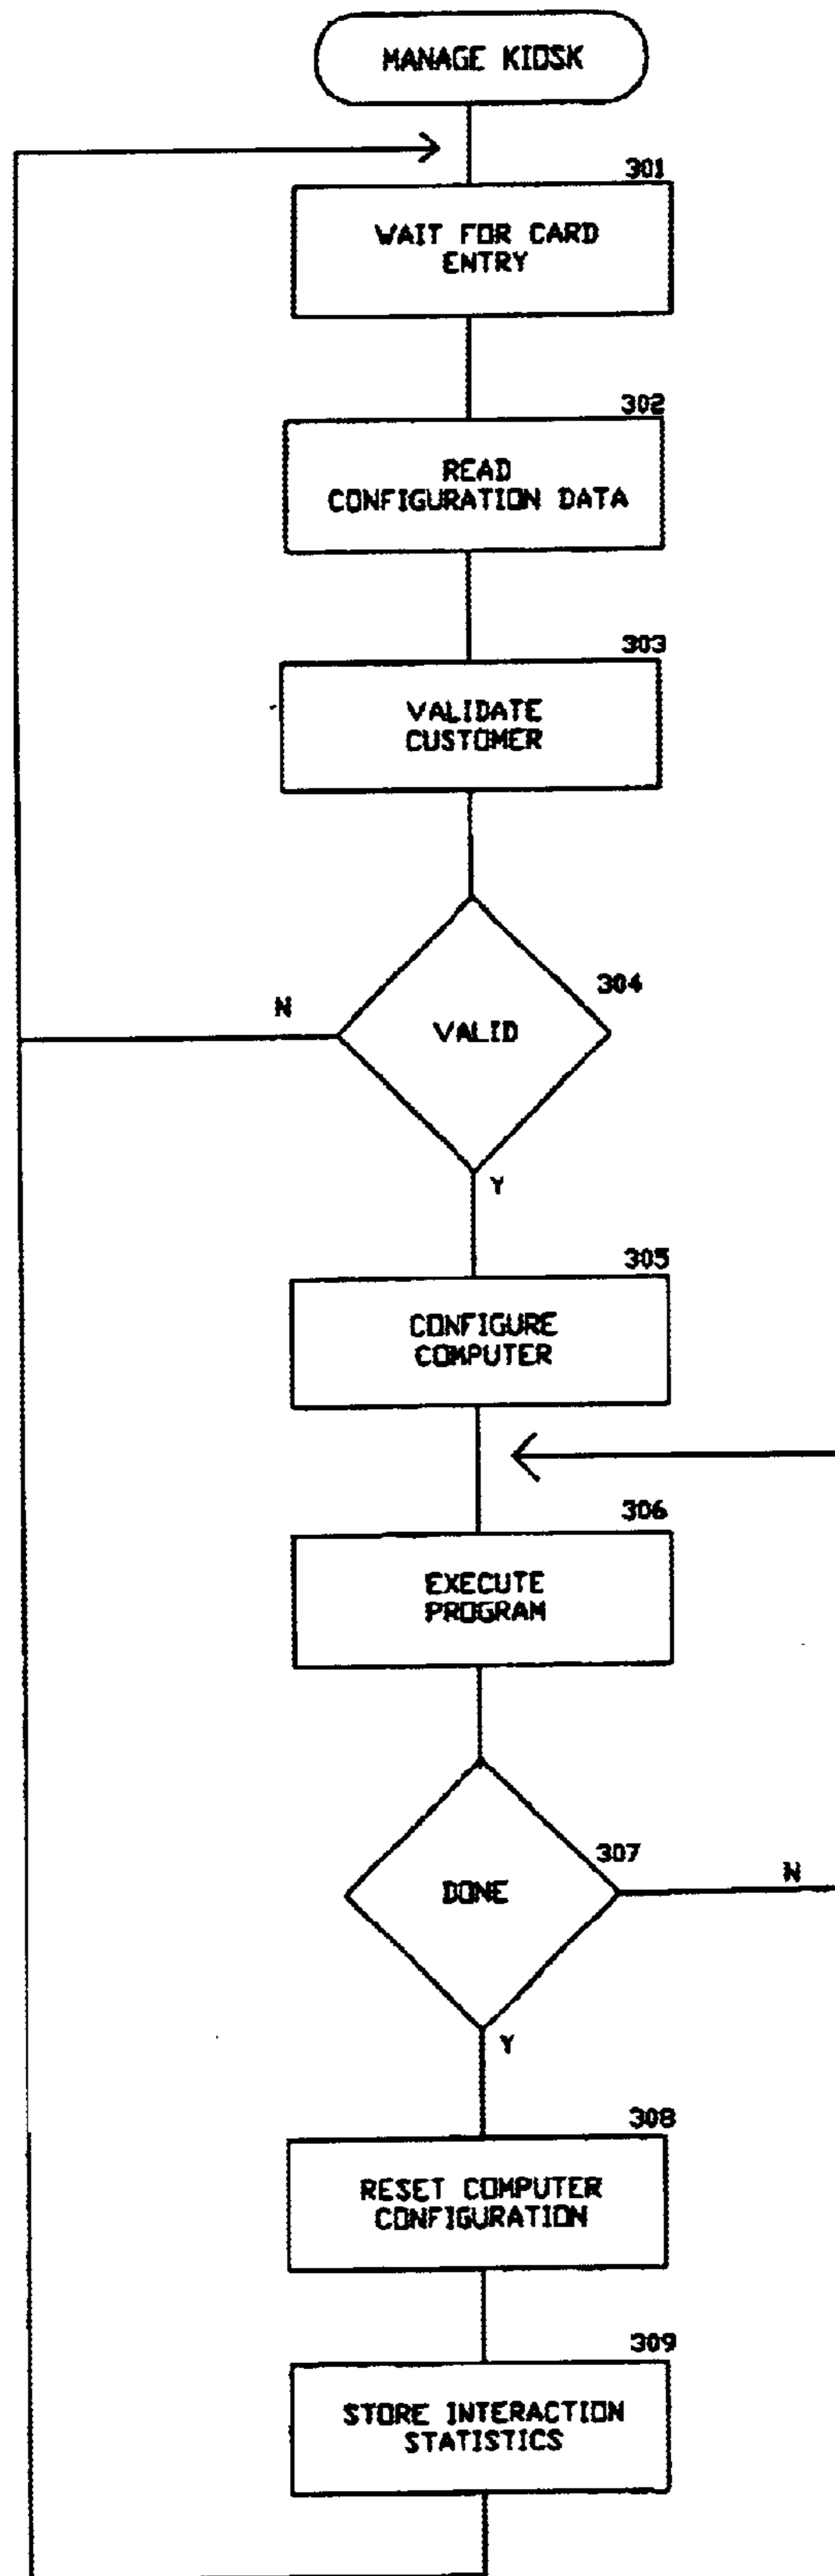 MANAGE KIOSK
301
WAIT FOR CARD
ENTRY
302
READ
CONFIGURATION DATA
303
VALIDATE
CUSTOMER
304
N
VALID
Y
305
CONFIGURE
COMPUTER
306
EXECUTE
PROGRAM
307
N
DONE
Y
308
RESET COMPUTER
CONFIGURATION
309
STORE INTERACTION
STATISTICS